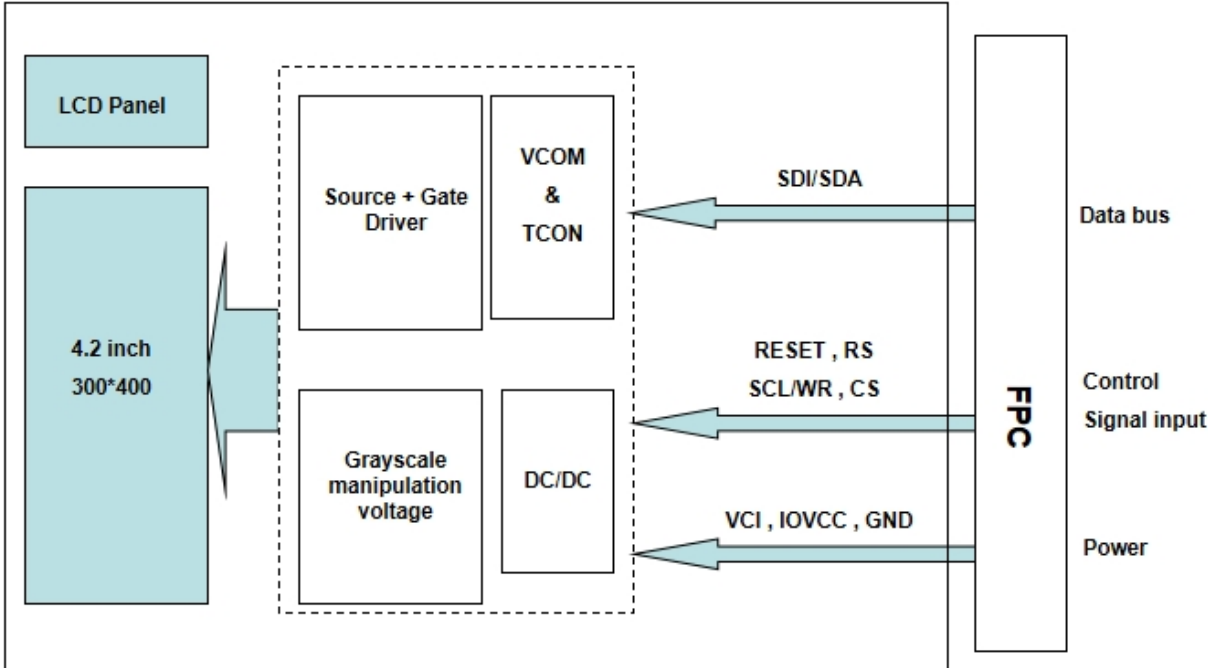 LCD Panel
4.2 inch
300*400
Source + Gate
Driver
VCOM
&
TCON
Grayscale
manipulation
voltage
DC/DC
SDI/SDA
RESET , RS
SCL/WR , CS
VCI , IOVCC , GND
FPC
Data bus
Control
Signal input
Power